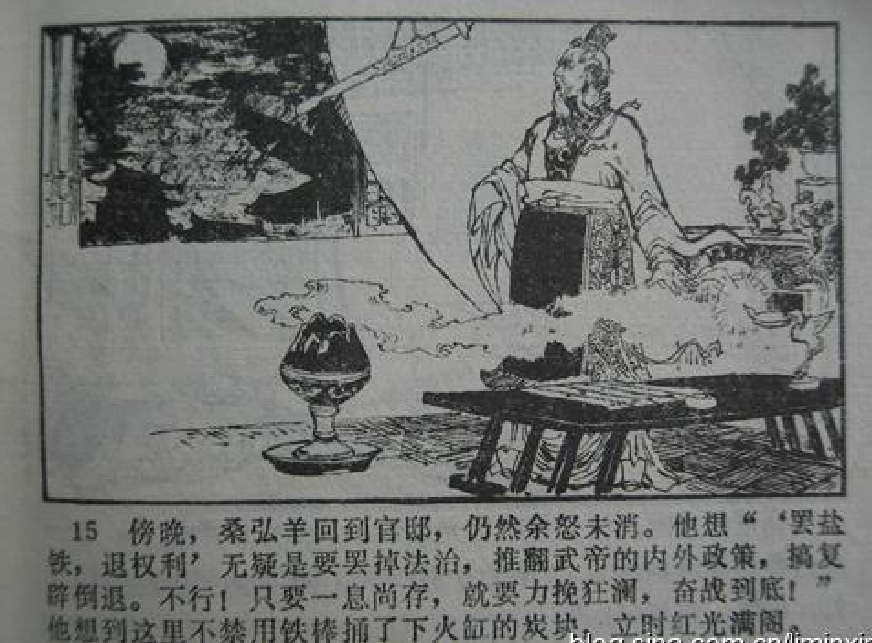 15 傍晚，桑弘羊回到官邸，仍然余怒未消。他想“‘罢盐
铁，退权利’无疑是要罢掉法治，推翻武帝的内外政策，搞复
辟倒退。不行！只要一息尚存，就要力挽狂澜，奋战到底！”
他想到这里不禁用铁棒捅了下火缸的炭块，立时红光满阁。